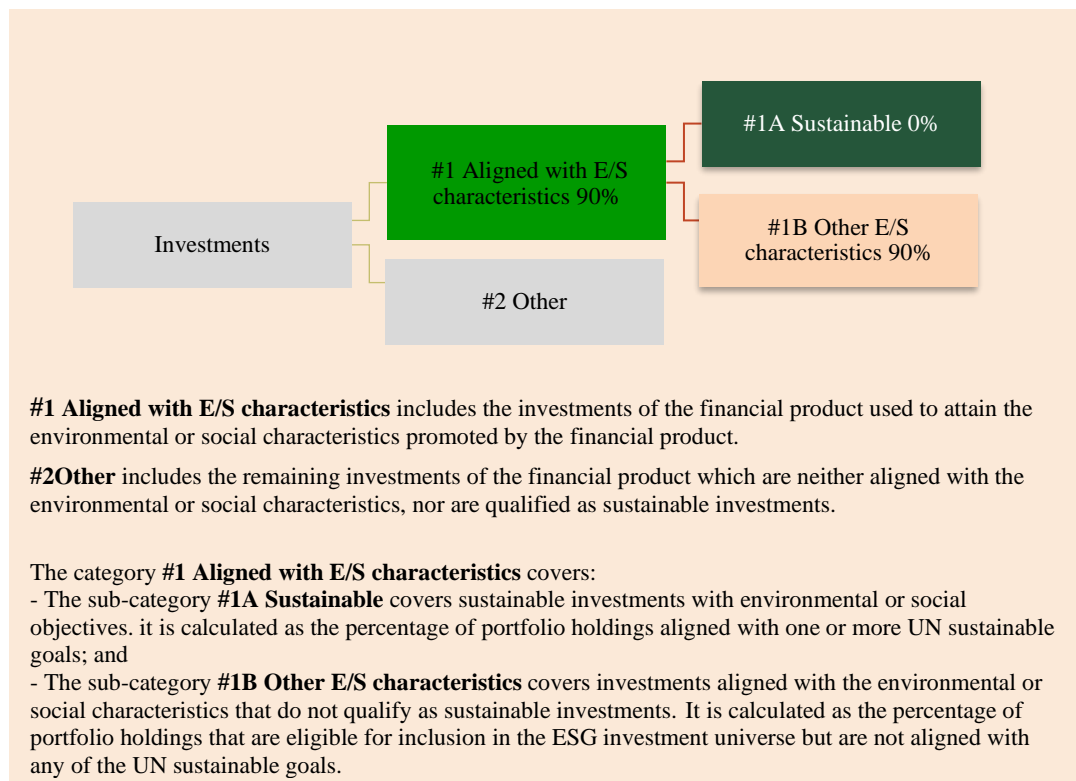 #1A Sustainable 0%
#1 Aligned with E/S
characteristics 90%
#1B Other E/S
characteristics 90%
Investments
#2 Other
#1 Aligned with E/S characteristics includes the investments of the financial product used to attain the
environmental or social characteristics promoted by the financial product.
#2Other includes the remaining investments of the financial product which are neither aligned with the
environmental or social characteristics, nor are qualified as sustainable investments.
The category #1 Aligned with E/S characteristics covers:
- The sub-category #1A Sustainable covers sustainable investments with environmental or social
objectives. it is calculated as the percentage of portfolio holdings aligned with one or more UN sustainable
goals; and
- The sub-category #1B Other E/S characteristics covers investments aligned with the environmental or
social characteristics that do not qualify as sustainable investments. It is calculated as the percentage of
portfolio holdings that are eligible for inclusion in the ESG investment universe but are not aligned with
any of the UN sustainable goals.